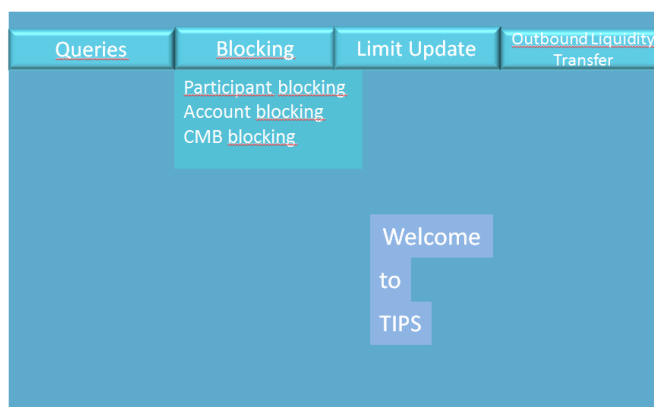 Queries
Blocking
Limit Update
Outbound Liquidity
Transfer
Participant blocking
Account blocking
CMB blocking
Welcome
to
TIPS